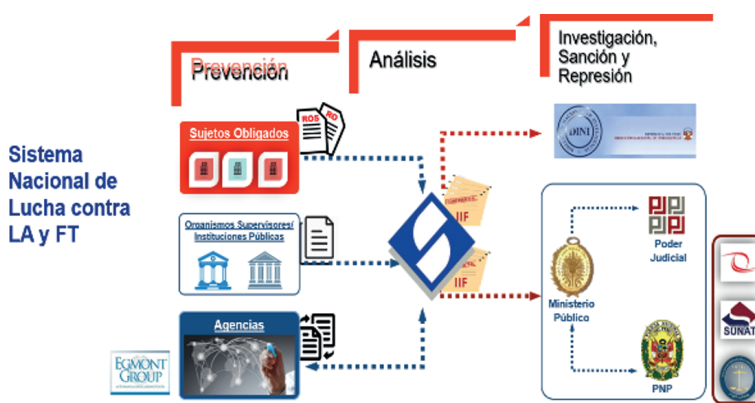 Sistema
Nacional de
Lucha contra
LA y FT
Prevención
Análisis
Investigación,
Sanción y
Represión
Sujetos Obligados
ROS
RO
Organismos Supervisores/
Instituciones Públicas
Agencias
EGMONT
GROUP
IIF
IIF
DINI
Poder
Judicial
Ministerio
Público
PNP
SUNAT